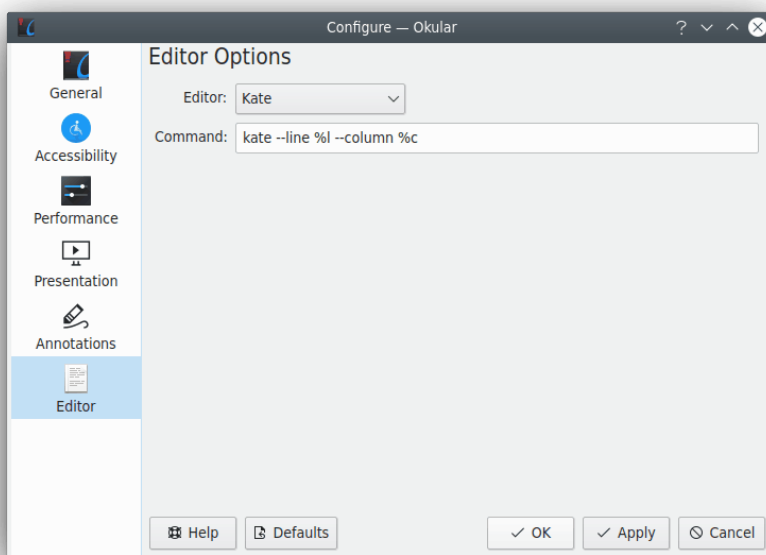 Configure — Okular
General
Accessibility
Performance
Presentation
Annotations
Editor
Editor Options
Editor: Kate
Command: kate --line %l --column %c
Help Defaults OK Apply Cancel